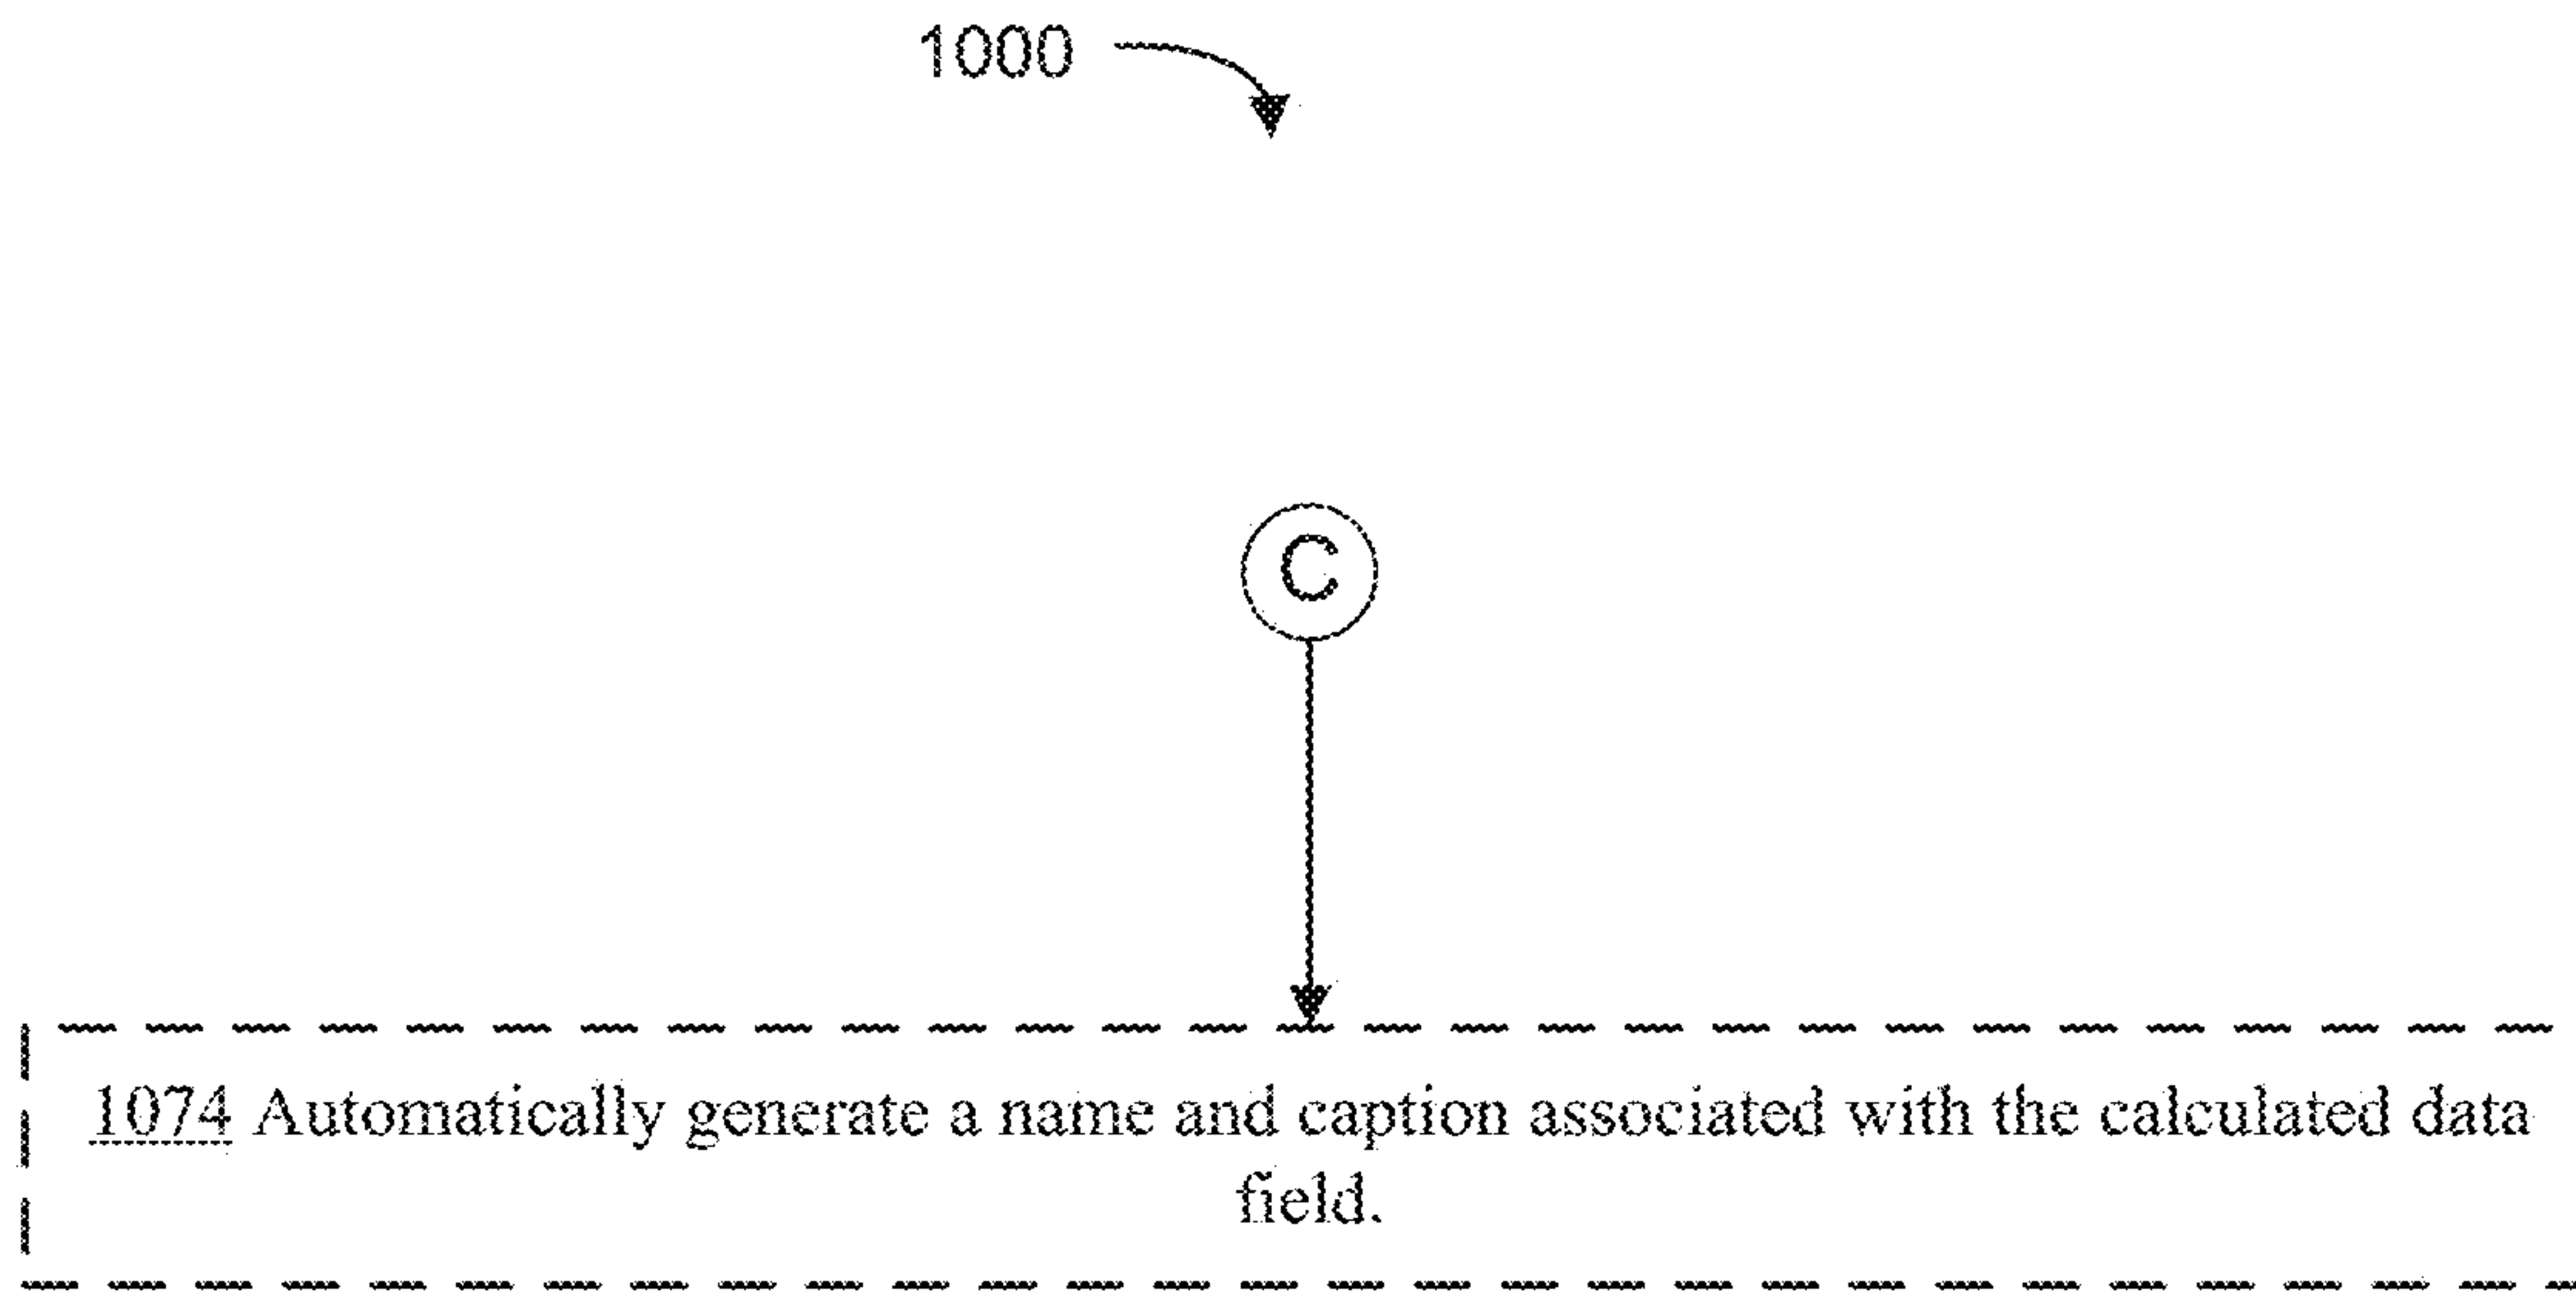 1000
C
1074 Automatically generate a name and caption associated with the calculated data
field.